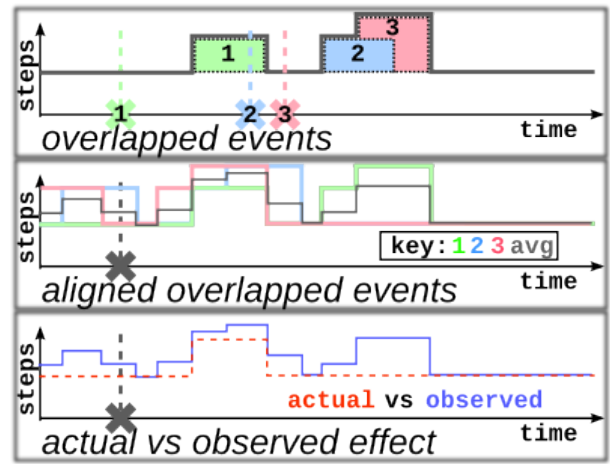 steps
1
2
3
1
2
3
time
overlapped events
steps
key: 1 2 3 avg
time
aligned overlapped events
steps
actual vs observed
time
actual vs observed effect